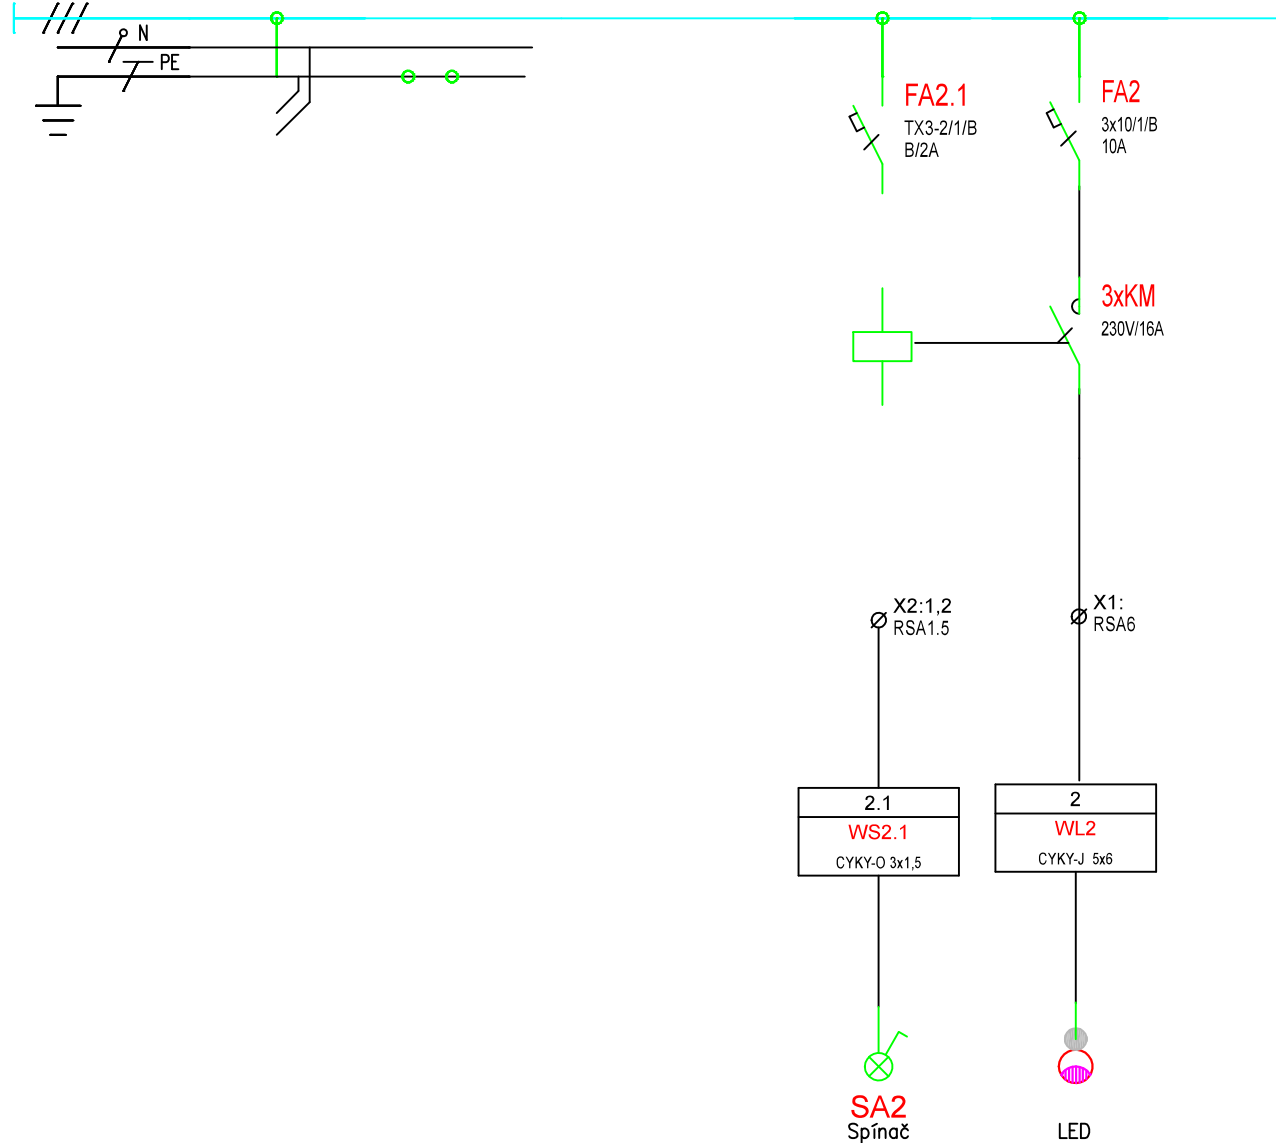 N
PE
FA2.1
TX3-2/1/B
B/2A
FA2
3x10/1/B
10A
3xKM
230V/16A
X2:1,2
RSA1.5
X1:
RSA6
2.1
WS2.1
CYKY-O 3x1,5
2
WL2
CYKY-J 5x6
SA2
Spínač
LED